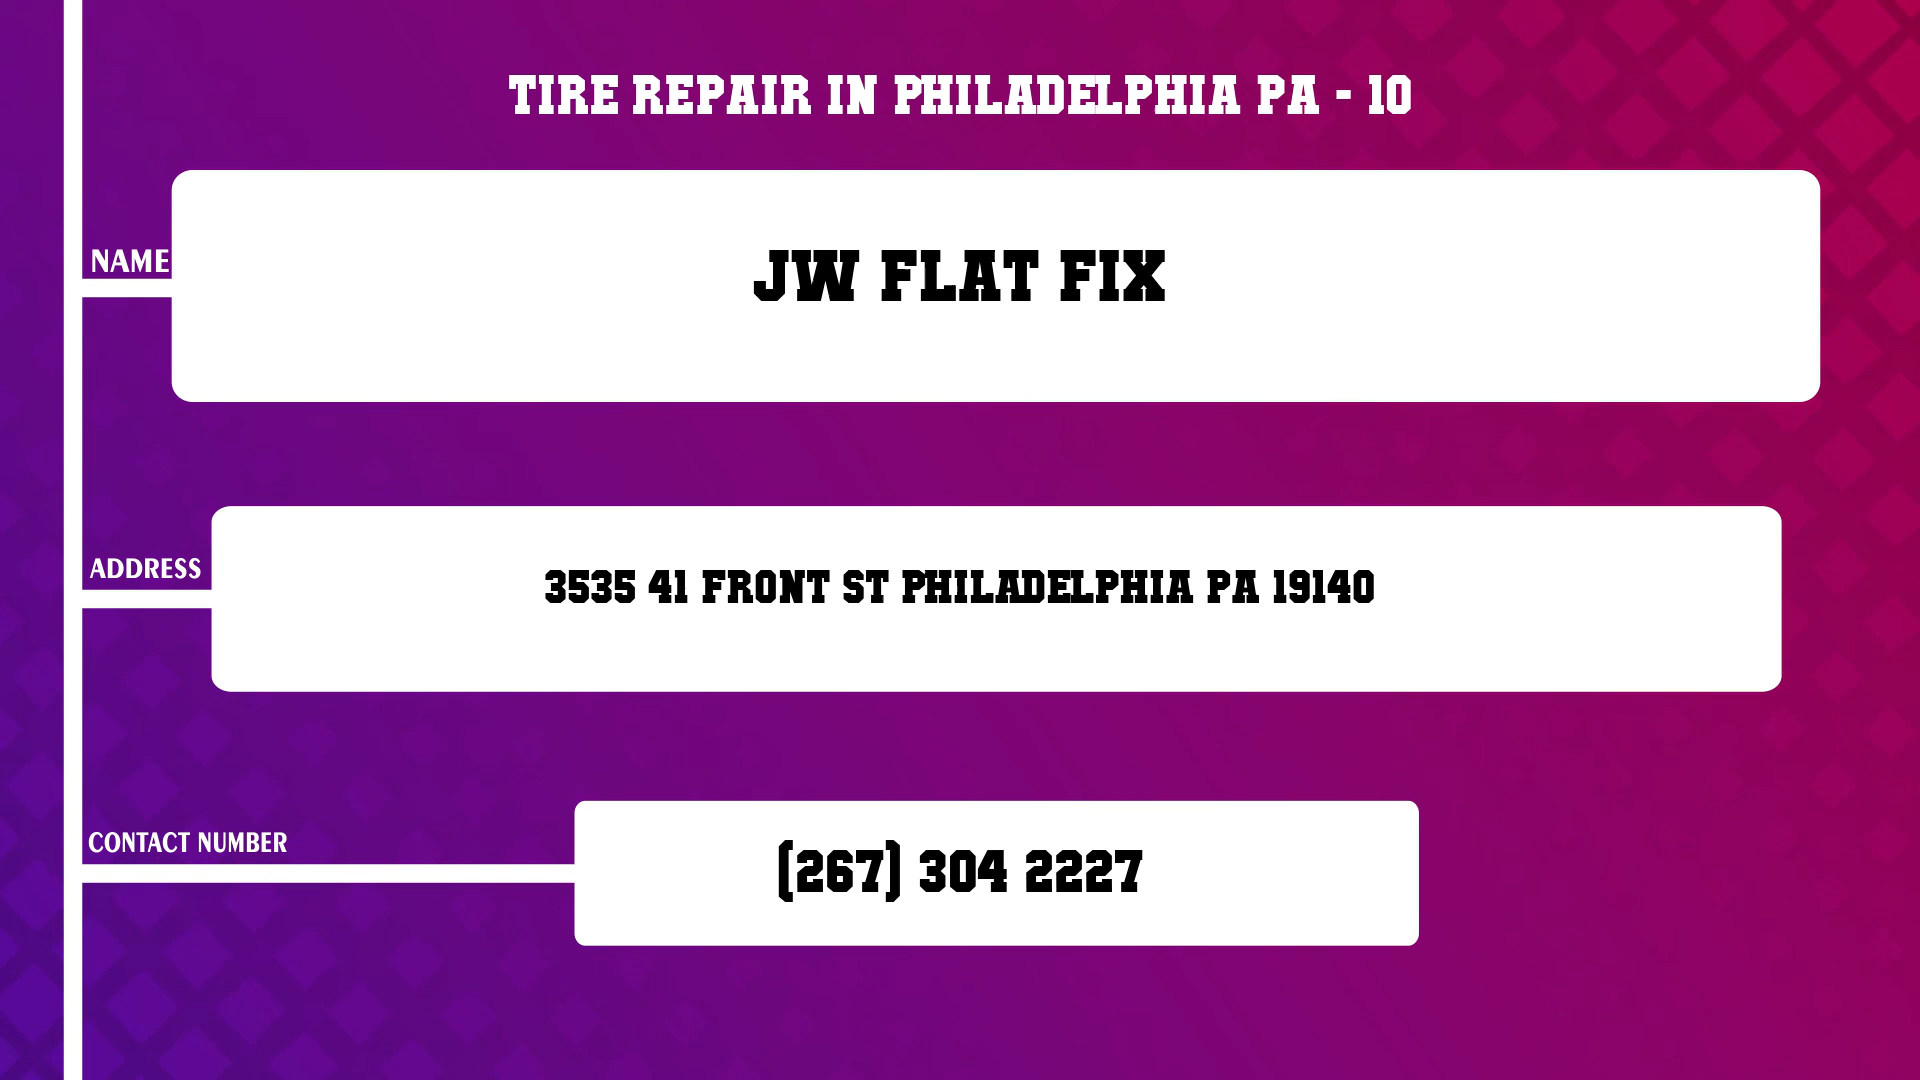 TIRE REPAIR IN PHILADELPHIA PA - 10
NAME
JW FLAT FIX
ADDRESS
3535 41 FRONT ST PHILADELPHIA PA 19140
CONTACT NUMBER
(267) 304 2227